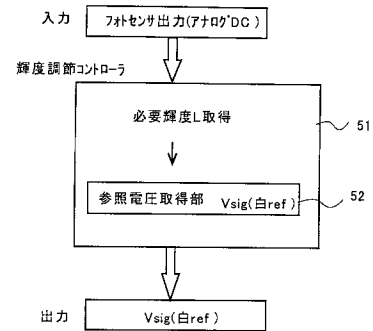 入力
フォトセンサ出力(アナログDC)
輝度調節コントローラ
必要輝度L取得
51
参照電圧取得部 Vsig(白ref)
52
出力
Vsig(白ref)